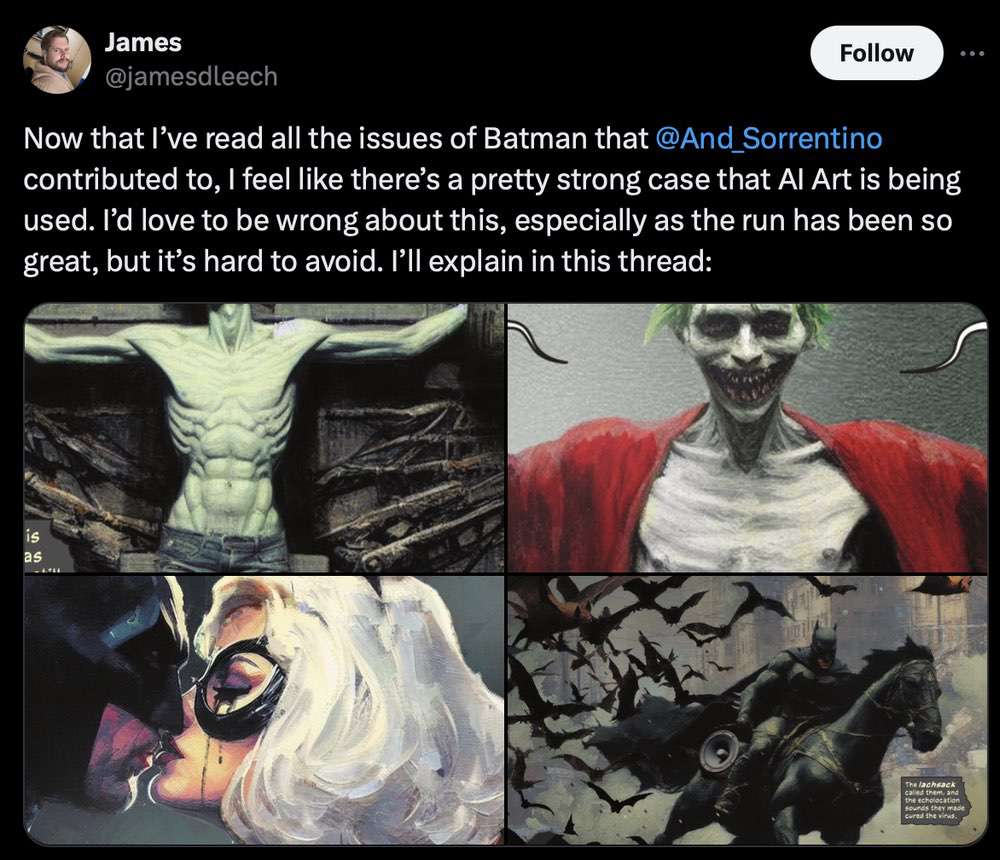 James
@jamesdleech
Follow
Now that I’ve read all the issues of Batman that @And_Sorrentino
contributed to, I feel like there’s a pretty strong case that AI Art is being
used. I’d love to be wrong about this, especially as the run has been so
great, but it’s hard to avoid. I’ll explain in this thread:
is
as
The lachsack
called them, and
the echolocation
sounds they made
cured the virus.